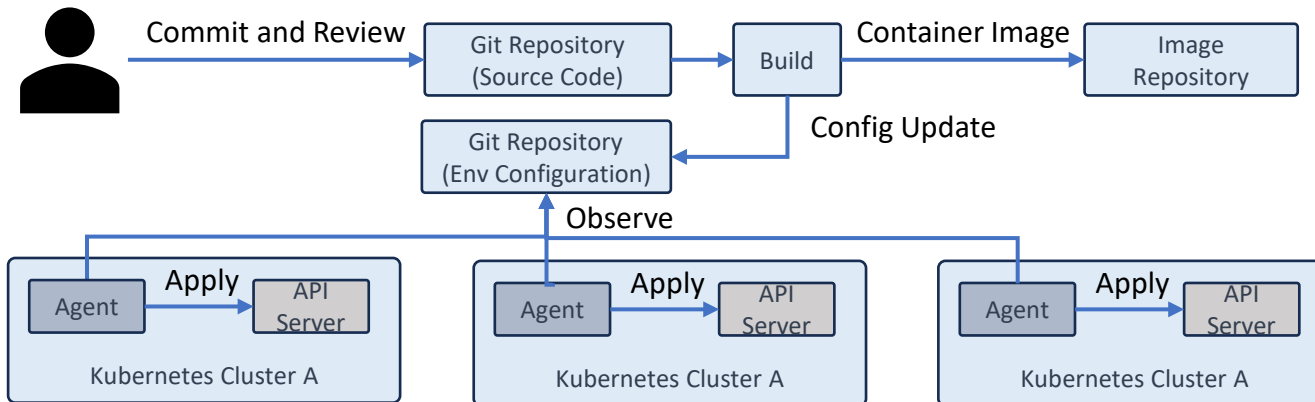 Commit and Review
Git Repository
(Source Code)
Build
Container Image
Image
Repository
Config Update
Git Repository
(Env Configuration)
Observe
Agent
Apply
API
Server
Kubernetes Cluster A
Agent
Apply
API
Server
Kubernetes Cluster A
Agent
Apply
API
Server
Kubernetes Cluster A